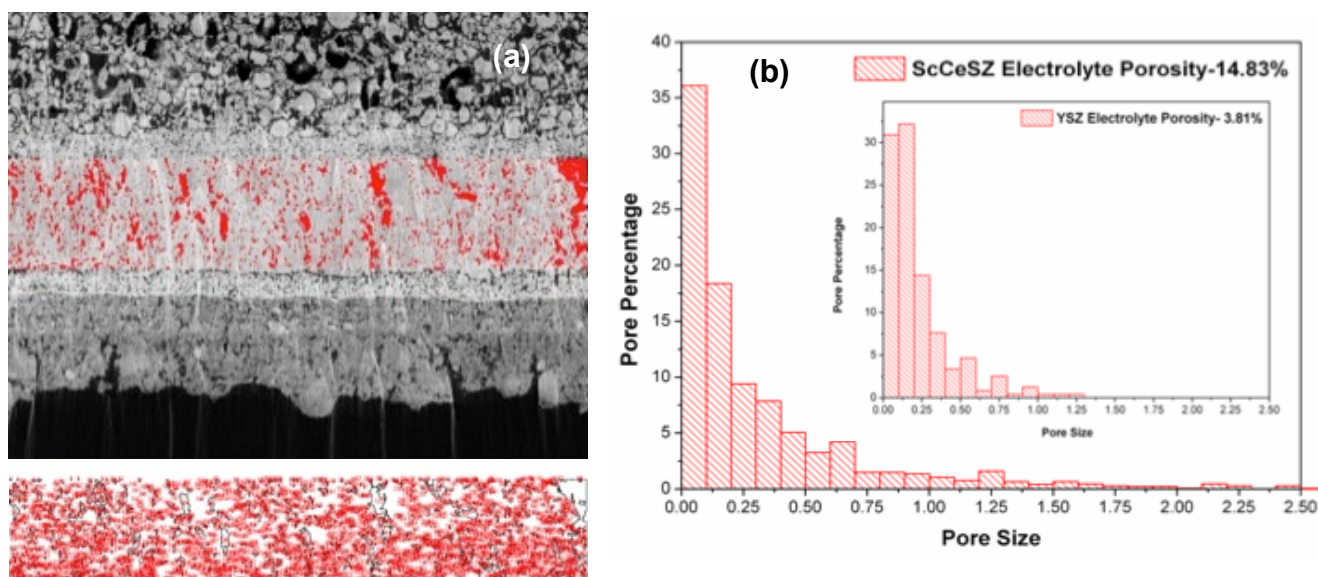 (a)
(b)
ScCeSZ Electrolyte Porosity-14.83%
YSZ Electrolyte Porosity- 3.81%
40
35
30
25
20
15
10
5
0
Pore Percentage
0.00 0.25 0.50 0.75 1.00 1.25 1.50 1.75 2.00 2.25 2.50
Pore Size
30
25
20
15
10
5
0
Pore Percentage
0.00 0.25 0.50 0.75 1.00 1.25 1.50 1.75 2.00 2.25 2.50
Pore Size